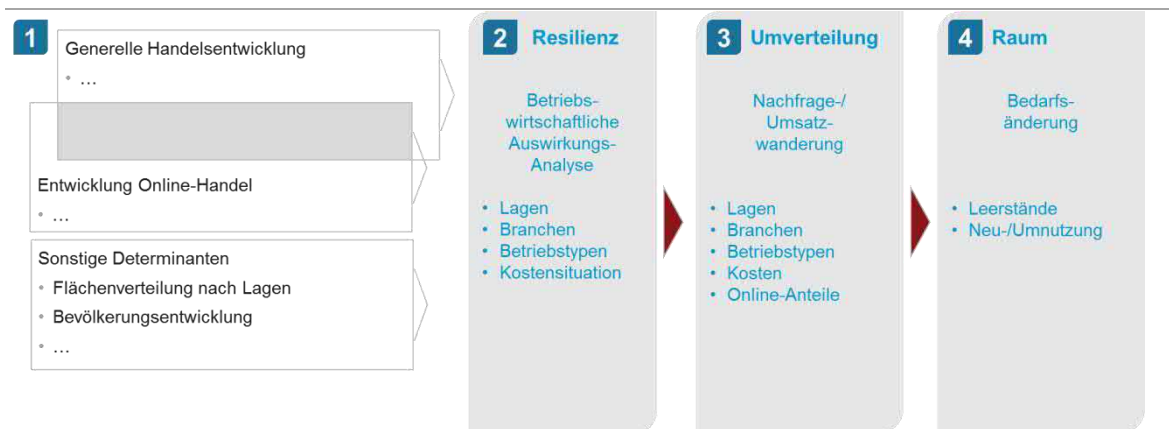 1
Generelle Handelsentwicklung
• …
Entwicklung Online-Handel
• …
Sonstige Determinanten
• Flächenverteilung nach Lagen
• Bevölkerungsentwicklung
• …
2 Resilienz
Betriebs-
wirtschaftliche
Auswirkungs-
Analyse
• Lagen
• Branchen
• Betriebstypen
• Kostensituation
3 Umverteilung
Nachfrage-/
Umsatz-
wanderung
• Lagen
• Branchen
• Betriebstypen
• Kosten
• Online-Anteile
4 Raum
Bedarfs-
änderung
• Leerstände
• Neu-/Umnutzung